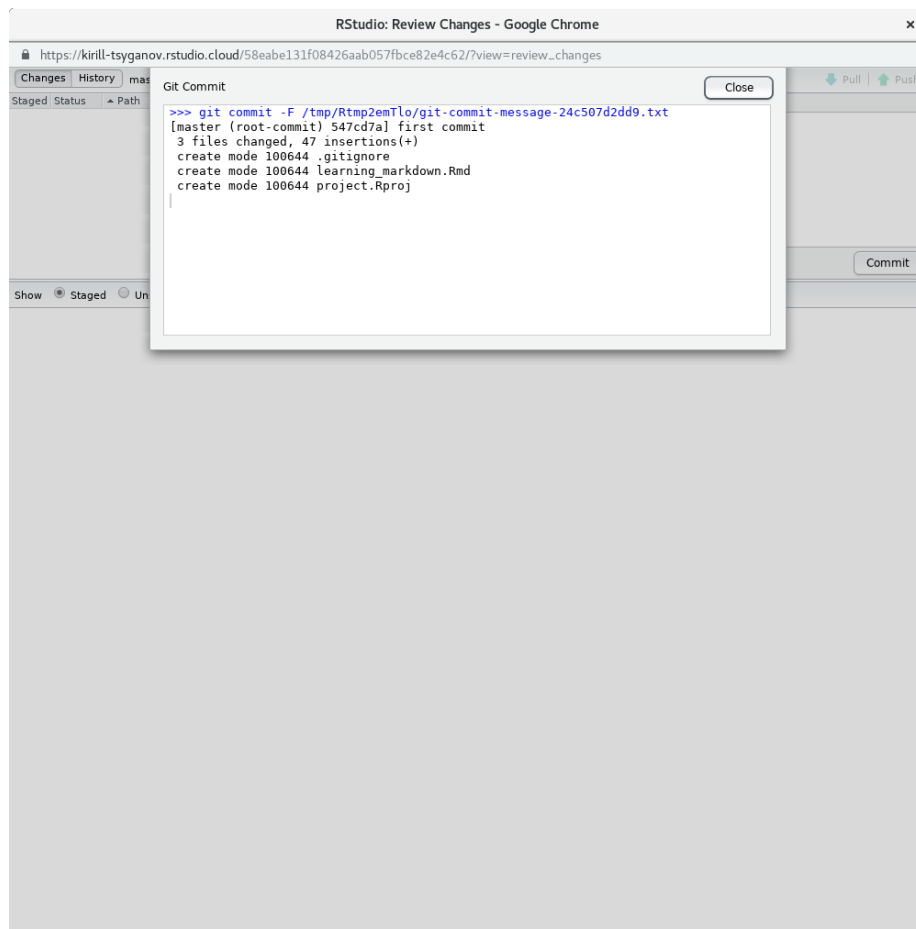 RStudio: Review Changes - Google Chrome ×
https://kirill-tsyganov.rstudio.cloud/58eabe131f08426aab057fbce82e4c62/?view=review_changes
Changes History mas
Git Commit Close
Pull Push
Staged Status Path
>>> git commit -F /tmp/Rtmp2emTlo/git-commit-message-24c507d2dd9.txt
[master (root-commit) 547cd7a] first commit
3 files changed, 47 insertions(+)
create mode 100644 .gitignore
create mode 100644 learning_markdown.Rmd
create mode 100644 project.Rproj
Commit
Show Staged Un